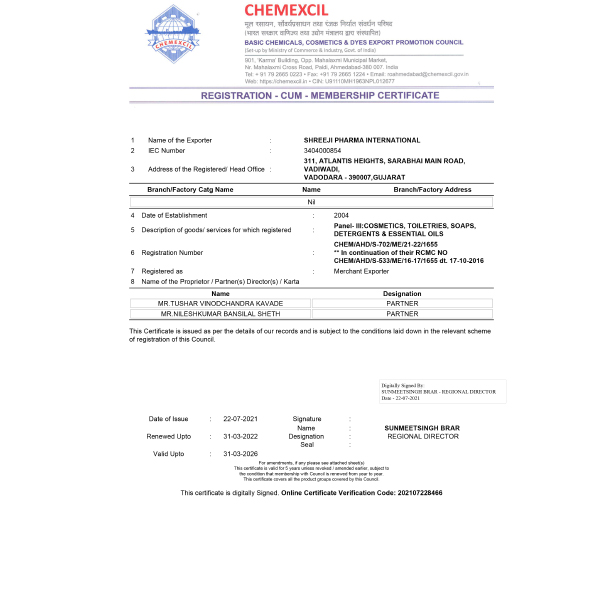 CHEMEXCIL
CHEMEXCIL
मूल रसायन, सौंदर्यप्रसाधन तथा रंजक निर्यात संवर्धन परिषद
(भारत सरकार वाणिज्य तथा उद्योग मंत्रालय द्वारा संस्थापित)
BASIC CHEMICALS, COSMETICS & DYES EXPORT PROMOTION COUNCIL
(Set-up by Ministry of Commerce & Industry, Govt. of India)
901, 'Karma' Building, Opp. Mahalaxmi Municipal Market,
Nr. Mahalaxmi Cross Road, Paldi, Ahmedabad-380 007. India
Tel: + 91 79 2665 0223 • Fax: +91 79 2665 1224 • Email: roahmedabad@chemexcil.gov.in
Web: https://chemexcil.in • CIN: U91110MH1963NPL012677
REGISTRATION - CUM - MEMBERSHIP CERTIFICATE
1 Name of the Exporter : SHREEJI PHARMA INTERNATIONAL
2 IEC Number : 3404000854
3 Address of the Registered/ Head Office : 311, ATLANTIS HEIGHTS, SARABHAI MAIN ROAD,
VADIWADI,
VADODARA - 390007,GUJARAT
Branch/Factory Catg Name Name Branch/Factory Address
Nil
4 Date of Establishment : 2004
5 Description of goods/ services for which registered : Panel- III:COSMETICS, TOILETRIES, SOAPS,
DETERGENTS & ESSENTIAL OILS
6 Registration Number : CHEM/AHD/S-702/ME/21-22/1655
** In continuation of their RCMC NO
CHEM/AHD/S-533/ME/16-17/1655 dt. 17-10-2016
7 Registered as : Merchant Exporter
8 Name of the Proprietor / Partner(s) Director(s) / Karta
Name Designation
MR.TUSHAR VINODCHANDRA KAVADE PARTNER
MR.NILESHKUMAR BANSILAL SHETH PARTNER
This Certificate is issued as per the details of our records and is subject to the conditions laid down in the relevant scheme
of registration of this Council.
Digitally Signed By:
SUNMEETSINGH BRAR - REGIONAL DIRECTOR
Date - 22-07-2021
Date of Issue : 22-07-2021 Signature :
Name : SUNMEETSINGH BRAR
Renewed Upto : 31-03-2022 Designation : REGIONAL DIRECTOR
Seal :
Valid Upto : 31-03-2026
For amendments, if any please see attached sheet(s)
This certificate is valid for 5 years unless revoked / amended earlier, subject to
the condition that membership with Council is renewed from year to year.
This certificate covers all the product groups covered by this Council.
This certificate is digitally Signed. Online Certificate Verification Code: 202107228466